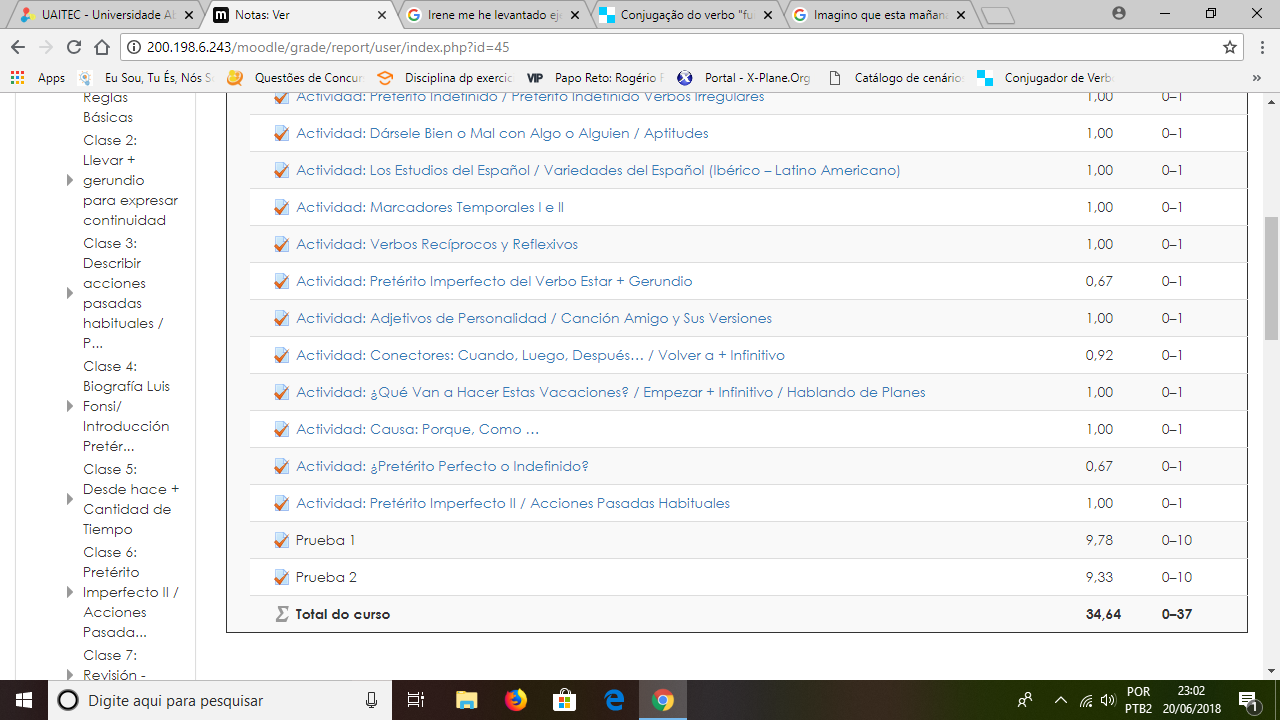 UAITEC - Universidade Ab
Notas: Ver
Irene me he levantado eje
Conjugação do verbo "fu
Imagino que esta mañana
200.198.6.243/moodle/grade/report/user/index.php?id=45
Apps
Eu Sou, Tu És, Nós S
Questões de Concur
Disciplina dp exercic
VIP Papo Reto: Rogério F
Portal - X-Plane.Org
Catálogo de cenário
Conjugador de Verb
»
Reglas
Básicas
Clase 2:
Llevar +
gerundio
para expresar
continuidad
Clase 3:
Describir
acciones
pasadas
habituales /
P...
Clase 4:
Biografía Luis
Fonsi/
Introducción
Pretér...
Clase 5:
Desde hace +
Cantidad de
Tiempo
Clase 6:
Pretérito
Imperfecto II /
Acciones
Pasada...
Clase 7:
Revisión -
Actividad: Pretérito Indefinido / Pretérito Indefinido Verbos Irregulares 1,00 0–1
Actividad: Dársele Bien o Mal con Algo o Alguien / Aptitudes 1,00 0–1
Actividad: Los Estudios del Español / Variedades del Español (Ibérico – Latino Americano) 1,00 0–1
Actividad: Marcadores Temporales I e II 1,00 0–1
Actividad: Verbos Recíprocos y Reflexivos 1,00 0–1
Actividad: Pretérito Imperfecto del Verbo Estar + Gerundio 0,67 0–1
Actividad: Adjetivos de Personalidad / Canción Amigo y Sus Versiones 1,00 0–1
Actividad: Conectores: Cuando, Luego, Después... / Volver a + Infinitivo 0,92 0–1
Actividad: ¿Qué Van a Hacer Estas Vacaciones? / Empezar + Infinitivo / Hablando de Planes 1,00 0–1
Actividad: Causa: Porque, Como ... 1,00 0–1
Actividad: ¿Pretérito Perfecto o Indefinido? 0,67 0–1
Actividad: Pretérito Imperfecto II / Acciones Pasadas Habituales 1,00 0–1
Prueba 1 9,78 0–10
Prueba 2 9,33 0–10
Σ Total do curso 34,64 0–37
Digite aqui para pesquisar
POR
PTB2
23:02
20/06/2018
1